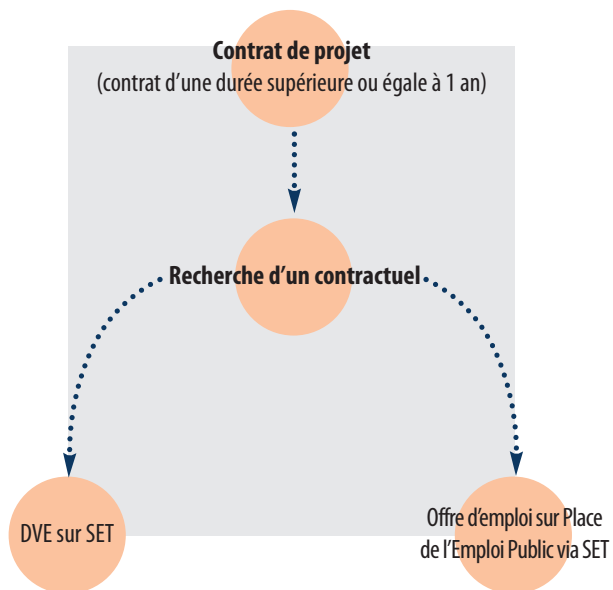 Contrat de projet
(contrat d’une durée supérieure ou égale à 1 an)
Recherche d’un contractuel
DVE sur SET
Offre d’emploi sur Place
de l’Emploi Public via SET